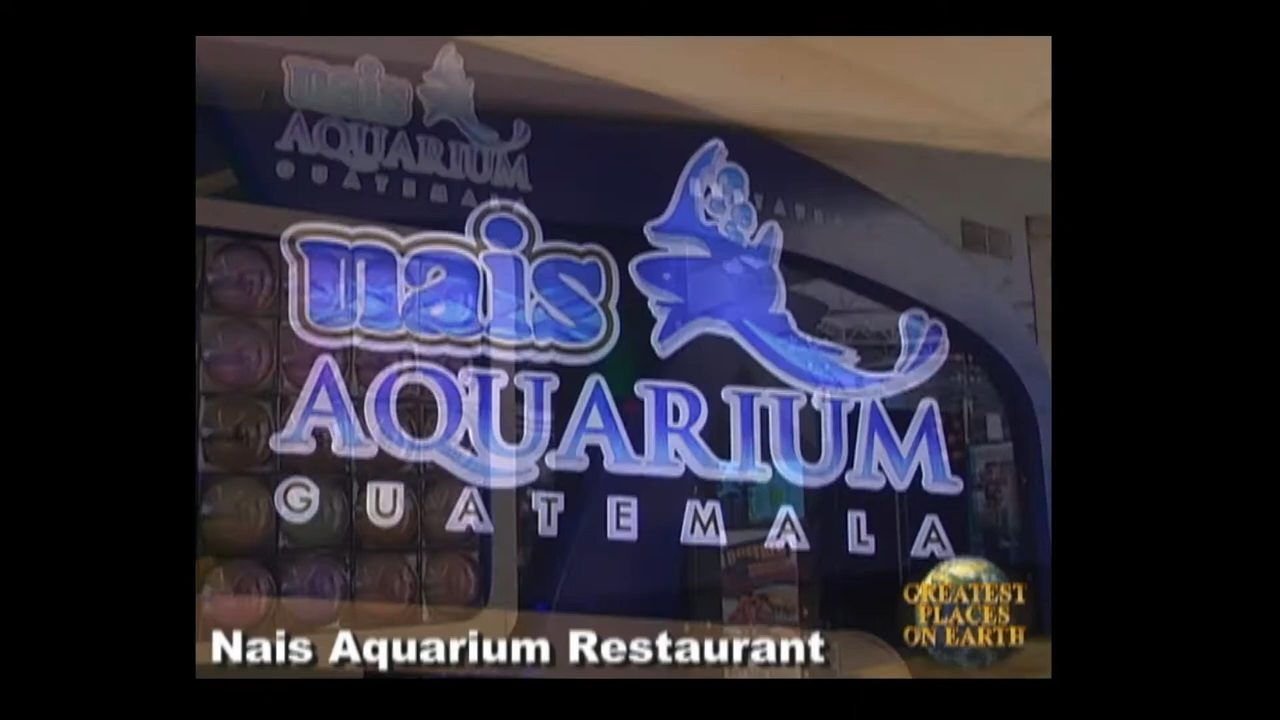 nais
AQUARIUM
GUATEMALA
nais
AQUARIUM
GUATEMALA
Nais Aquarium Restaurant
GREATEST
PLACES
ON EARTH